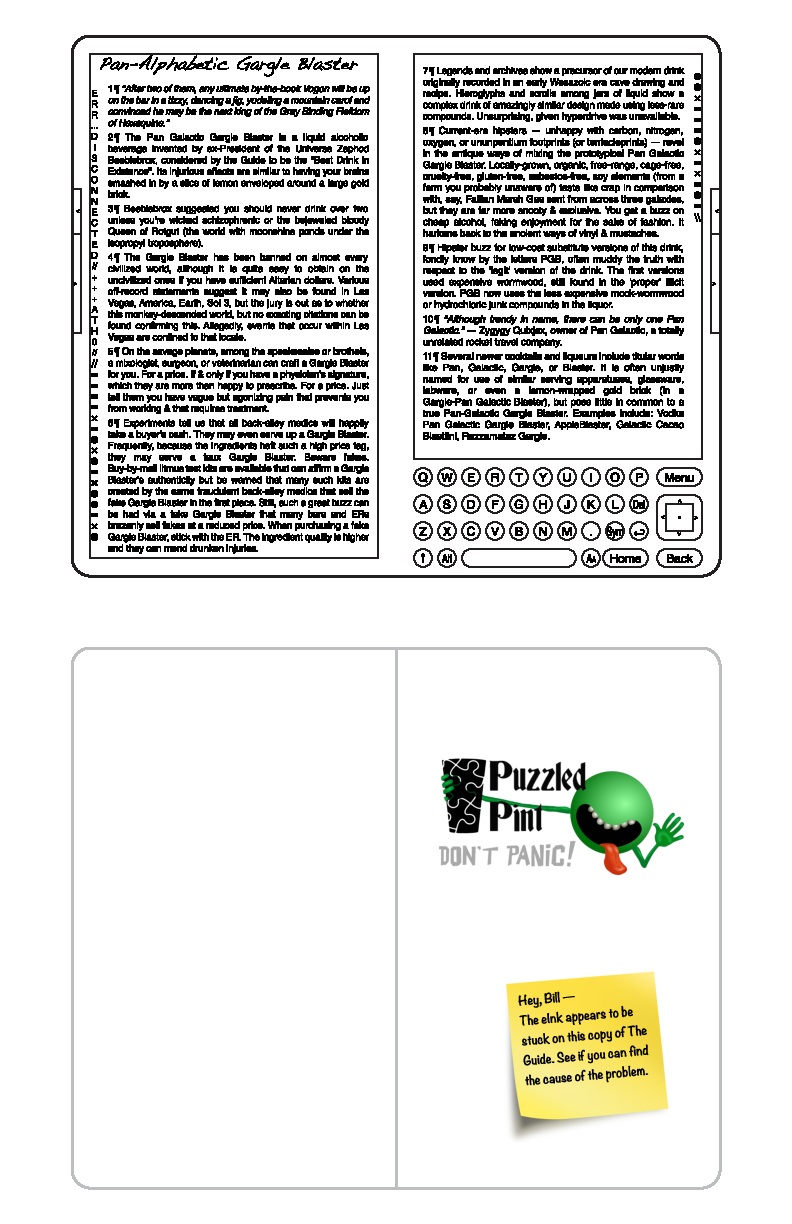 Pan-Alphabetic Gargle Blaster
E
R
R
...
D
I
S
C
O
N
N
E
C
T
E
D
//
+
+
+
A
T
H
0
//
//
1¶ "After two of them, any ultimate by-the-book Vogon will be up
on the bar in a tizzy, dancing a jig, yodeling a mountain carol and
convinced he may be the next king of the Gray Binding Fiefdom
of Hexaquino."
2¶ The Pan Galactic Gargle Blaster is a liquid alcoholic
beverage invented by ex-President of the Universe Zaphod
Beeblebrox, considered by the Guide to be the "Best Drink in
Existence". Its injurious effects are similar to having your brains
smashed in by a slice of lemon enveloped around a large gold
brick.
3¶ Beeblebrox suggested you should never drink over two
unless you're wicked schizophrenic or the bejeweled bloody
Queen of Rotgut (the world with moonshine ponds under the
isopropyl troposphere).
4¶ The Gargle Blaster has been banned on almost every
civilized world, although it is quite easy to obtain on the
uncivilized ones if you have sufficient Altarian dollars. Various
off-record statements suggest it may also be found in Las
Vegas, America, Earth, Sol 3, but the jury is out as to whether
this monkey-descended world, but no exacting citations can be
found confirming this. Allegedly, events that occur within Las
Vegas are confined to that locale.
5¶ On the savage planets, among the speakeasies or brothels,
a mixologist, surgeon, or veterinarian can craft a Gargle Blaster
for you. For a price. If & only if you have a physician's signature,
which they are more than happy to prescribe. For a price. Just
tell them you have vague but agonizing pain that prevents you
from working & that requires treatment.
6¶ Experiments tell us that all back-alley medics will happily
take a buyer's cash. They may even serve up a Gargle Blaster.
Frequently, because the ingredients heft such a high price tag,
they may serve a faux Gargle Blaster. Beware fakes.
Buy-by-mail litmus test kits are available that can affirm a Gargle
Blaster's authenticity but be warned that many such kits are
created by the same fraudulent back-alley medics that sell the
fake Gargle Blaster in the first place. Still, such a great buzz can
be had via a fake Gargle Blaster that many bars and ERs
brazenly sell fakes at a reduced price. When purchasing a fake
Gargle Blaster, stick with the ER. The ingredient quality is higher
and they can mend drunken injuries.
7¶ Legends and archives show a precursor of our modern drink
originally recorded in an early Wesazoic era cave drawing and
recipe. Hieroglyphs and scrolls among jars of liquid show a
complex drink of amazingly similar design made using less-rare
compounds. Unsurprising, given hyperdrive was unavailable.
8¶ Current-era hipsters — unhappy with carbon, nitrogen,
oxygen, or ununpentium footprints (or tentacleprints) — revel
in the antique ways of mixing the prototypical Pan Galactic
Gargle Blaster. Locally-grown, organic, free-range, cage-free,
cruelty-free, gluten-free, asbestos-free, soy elements (from a
farm you probably unaware of) taste like crap in comparison
with, say, Fallian Marsh Gas sent from across three galaxies,
but they are far more snooty & exclusive. You get a buzz on
cheap alcohol, faking enjoyment for the sake of fashion. It
harkens back to the ancient ways of vinyl & mustaches.
9¶ Hipster buzz for low-cost substitute versions of this drink,
fondly know by the letters PGB, often muddy the truth with
respect to the 'legit' version of the drink. The first versions
used expensive wormwood, still found in the 'proper' illicit
version. PGB now uses the less expensive mock-wormwood
or hydrochloric junk compounds in the liquor.
10¶ "Although trendy in name, there can be only one Pan
Galactic." — Zygygy Qubjax, owner of Pan Galactic, a totally
unrelated rocket travel company.
11¶ Several newer cocktails and liqueurs include titular words
like Pan, Galactic, Gargle, or Blaster. It is often unjustly
named for use of similar serving apparatuses, glassware,
labware, or even a lemon-wrapped gold brick (in a
Gargle-Pan Galactic Blaster), but pose little in common to a
true Pan-Galactic Gargle Blaster. Examples include: Vodka
Pan Galactic Gargle Blaster, AppleBlaster, Galactic Cacao
Blasttini, Razzamataz Gargle.
Q W E R T Y U I O P Menu
A S D F G H J K L Del
Z X C V B N M . Sym
Alt AA Home Back
Puzzled
Pint
DON'T PANIC!
Hey, Bill —
The eInk appears to be
stuck on this copy of The
Guide. See if you can find
the cause of the problem.